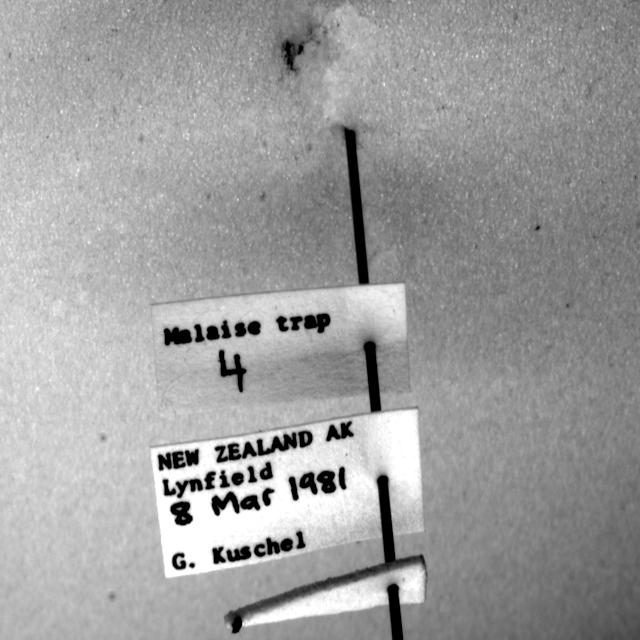 Malaise trap
4
NEW ZEALAND AK
Lynfield
8 Mar 1981
G. Kuschel